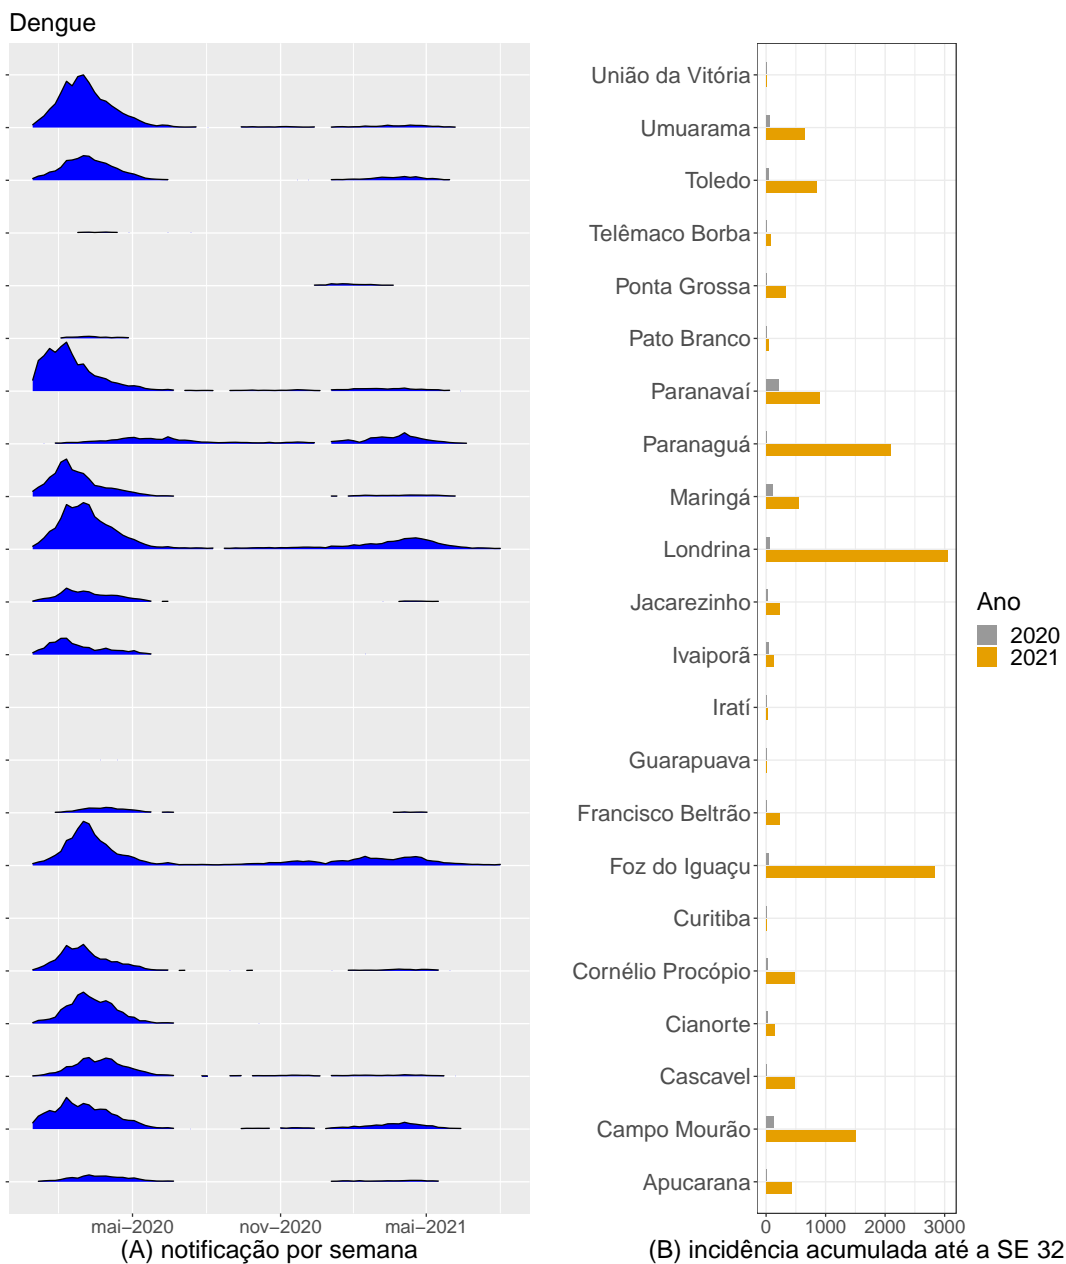 Dengue
União da Vitória
Umuarama
Toledo
Telêmaco Borba
Ponta Grossa
Pato Branco
Paranavaí
Paranaguá
Maringá
Londrina
Jacarezinho
Ivaiporã
Iratí
Guarapuava
Francisco Beltrão
Foz do Iguaçu
Curitiba
Cornélio Procópio
Cianorte
Cascavel
Campo Mourão
Apucarana
Ano
2020
2021
mai−2020 nov−2020 mai−2021
0 1000 2000 3000
(A) notificação por semana
(B) incidência acumulada até a SE 32